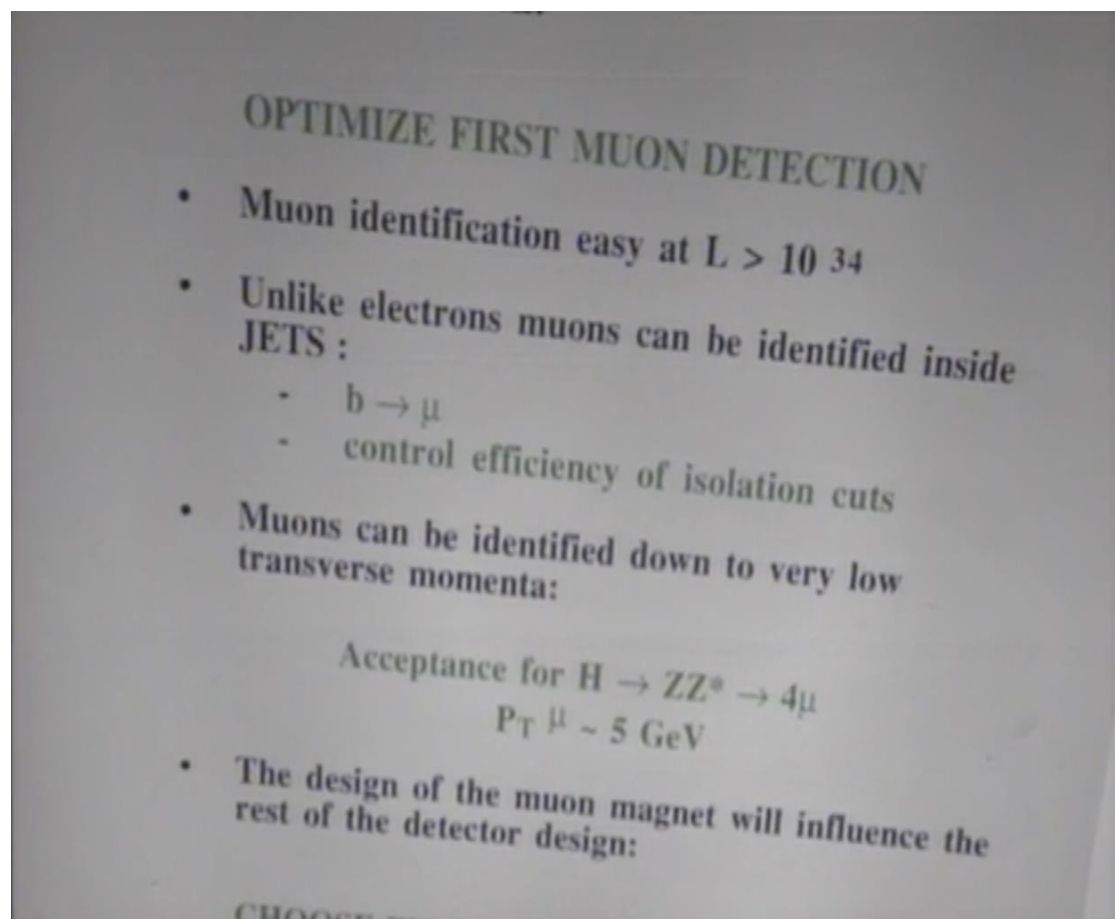 OPTIMIZE FIRST MUON DETECTION
• Muon identification easy at L > 10 34
• Unlike electrons muons can be identified inside
JETS :
- b → μ
- control efficiency of isolation cuts
• Muons can be identified down to very low
transverse momenta:
Acceptance for H → ZZ* → 4μ
PT μ ~ 5 GeV
• The design of the muon magnet will influence the
rest of the detector design:
CHOOSE